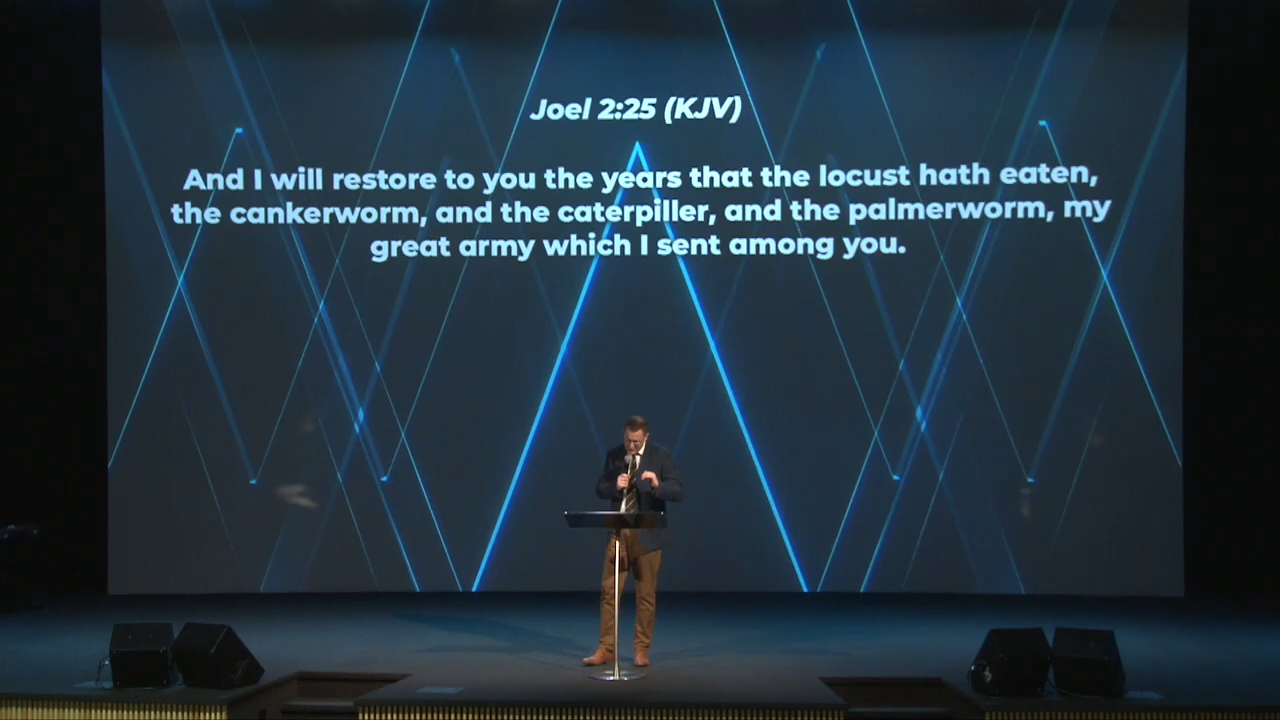 Joel 2:25 (KJV)
And I will restore to you the years that the locust hath eaten,
the cankerworm, and the caterpiller, and the palmerworm, my
great army which I sent among you.